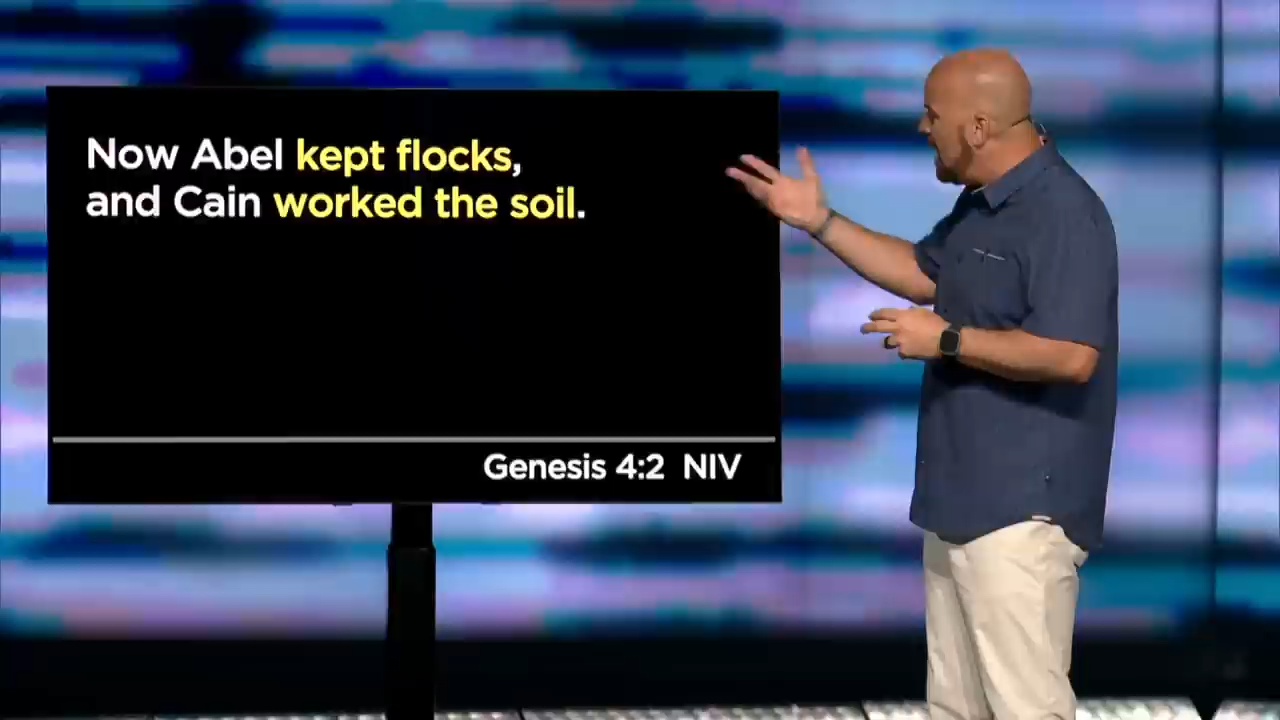 Now Abel kept flocks,
and Cain worked the soil.
Genesis 4:2 NIV